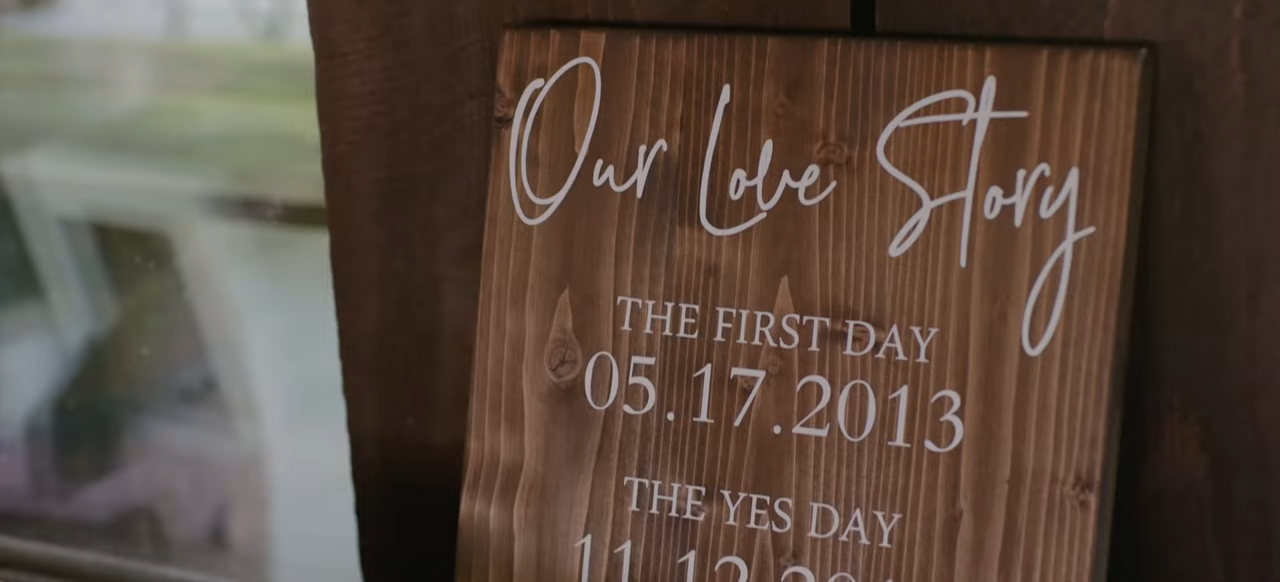 Our Love Story
THE FIRST DAY
05.17.2013
THE YES DAY